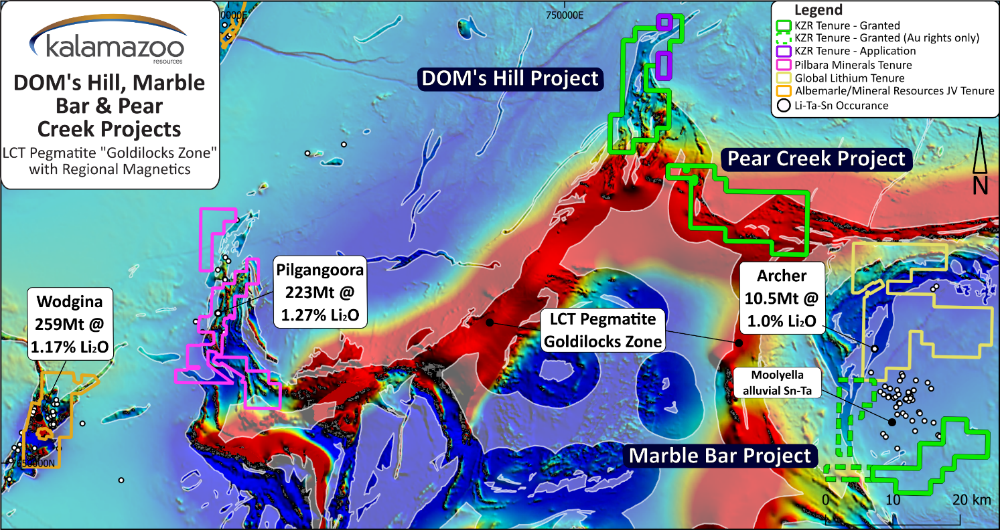 kalamazoo
resources
DOM's Hill, Marble
Bar & Pear
Creek Projects
LCT Pegmatite "Goldilocks Zone"
with Regional Magnetics
750000E
Legend
KZR Tenure - Granted
KZR Tenure - Granted (Au rights only)
KZR Tenure - Application
Pilbara Minerals Tenure
Global Lithium Tenure
Albemarle/Mineral Resources JV Tenure
Li-Ta-Sn Occurance
DOM's Hill Project
Pear Creek Project
N
Pilgangoora
223Mt @
1.27% Li₂O
Wodgina
259Mt @
1.17% Li₂O
Archer
10.5Mt @
1.0% Li₂O
LCT Pegmatite
Goldilocks Zone
Moolyella
alluvial Sn-Ta
Marble Bar Project
0 10 20 km